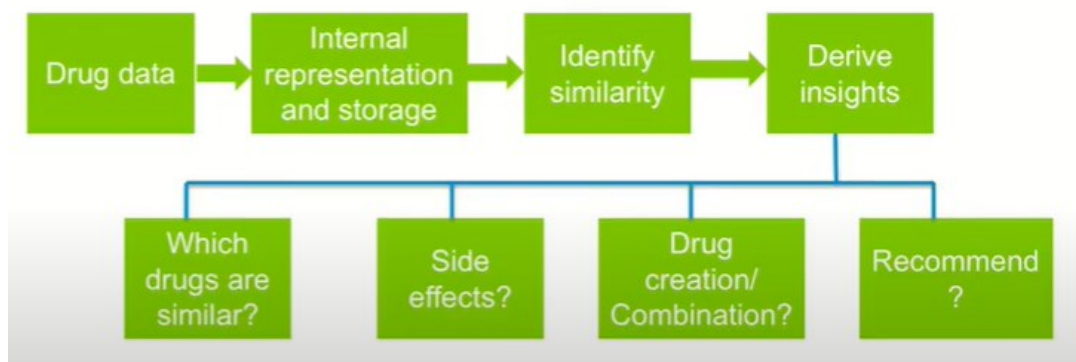 Drug data
Internal
representation
and storage
Identify
similarity
Derive
insights
Which
drugs are
similar?
Side
effects?
Drug
creation/
Combination?
Recommend
?